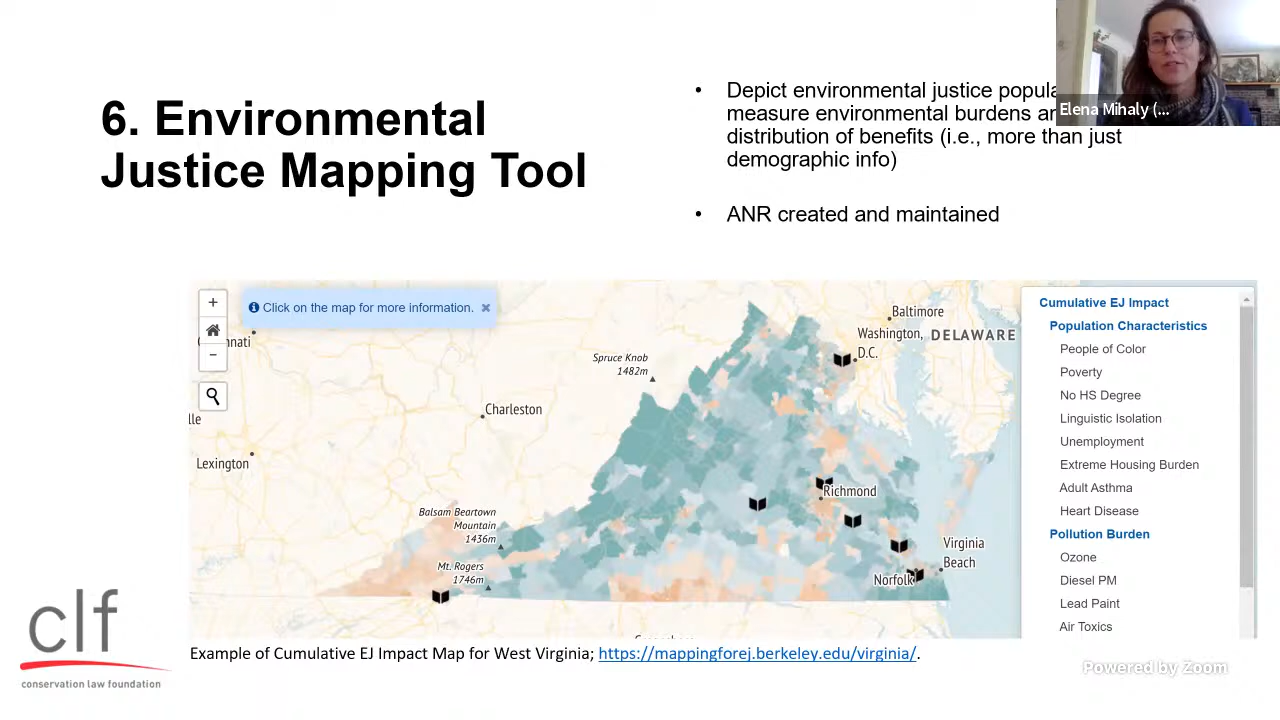 6. Environmental
Justice Mapping Tool
• Depict environmental justice popula
measure environmental burdens ar
distribution of benefits (i.e., more than just
demographic info)
• ANR created and maintained
Elena Mihaly (...
+
−
Click on the map for more information. ×
nati
Spruce Knob
1482m
Charleston
lle
Lexington
Balsam Beartown
Mountain
1436m
Mt. Rogers
1746m
Baltimore
Washington,
D.C.
DELAWARE
Richmond
Virginia
Beach
Norfolk
Cumulative EJ Impact
Population Characteristics
People of Color
Poverty
No HS Degree
Linguistic Isolation
Unemployment
Extreme Housing Burden
Adult Asthma
Heart Disease
Pollution Burden
Ozone
Diesel PM
Lead Paint
Air Toxics
clf
conservation law foundation
Example of Cumulative EJ Impact Map for West Virginia; https://mappingforej.berkeley.edu/virginia/.
Powered by Zoom